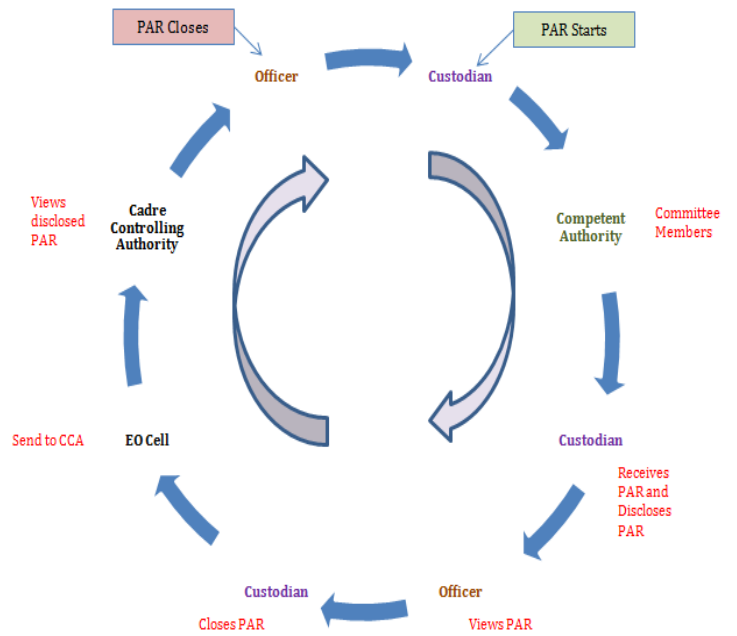 PAR Closes
PAR Starts
Officer
Custodian
Views
disclosed
PAR
Cadre
Controlling
Authority
Competent
Authority
Committee
Members
Send to CCA
EO Cell
Custodian
Receives
PAR and
Discloses
PAR
Custodian
Closes PAR
Officer
Views PAR